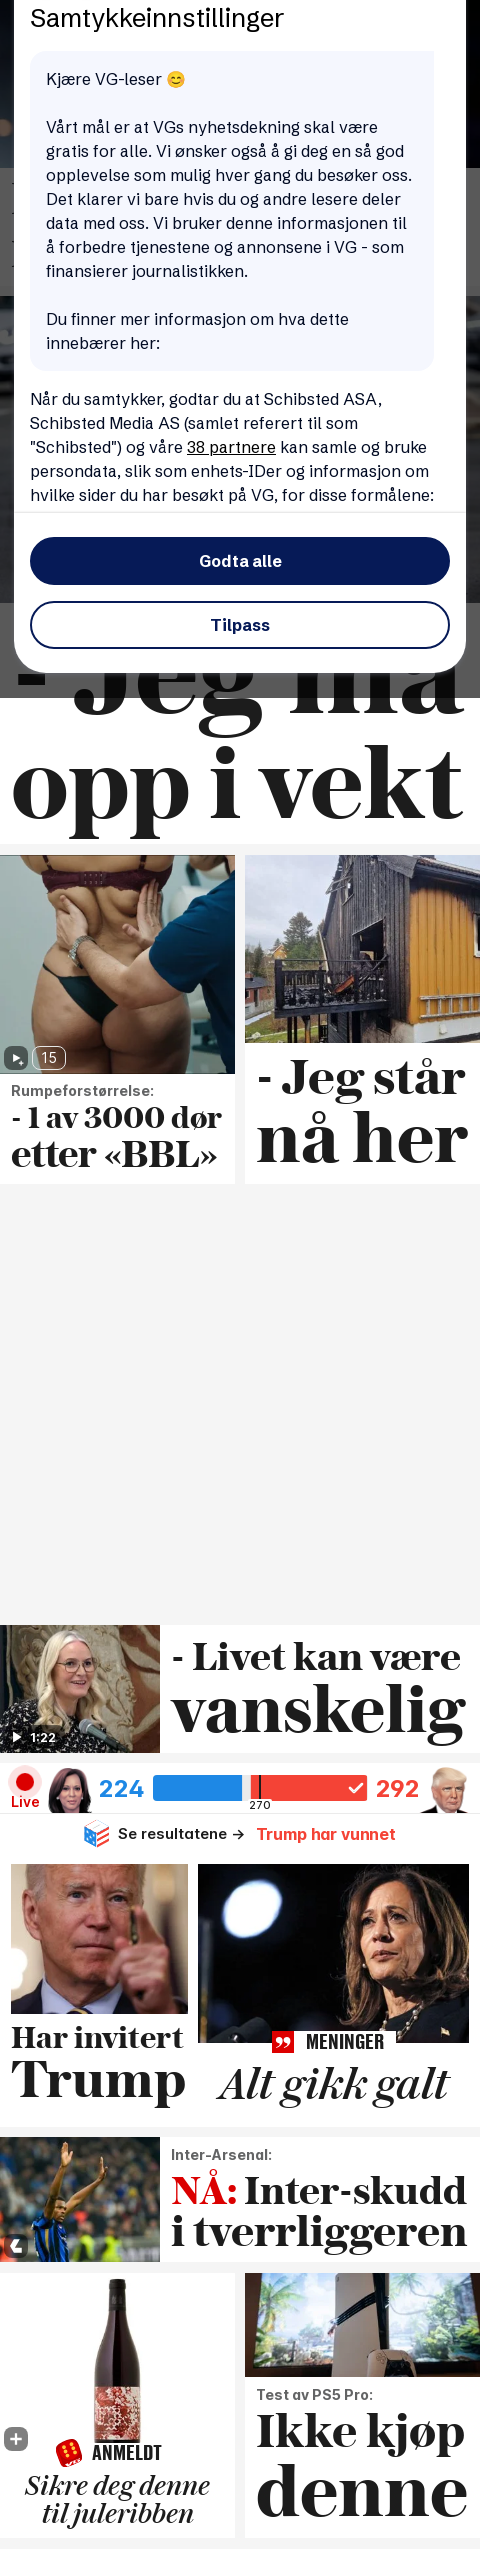 Samtykkeinnstillinger
Kjære VG-leser 😊
Vårt mål er at VGs nyhetsdekning skal være
gratis for alle. Vi ønsker også å gi deg en så god
opplevelse som mulig hver gang du besøker oss.
Det klarer vi bare hvis du og andre lesere deler
data med oss. Vi bruker denne informasjonen til
å forbedre tjenestene og annonsene i VG - som
finansierer journalistikken.
Du finner mer informasjon om hva dette
innebærer her:
Når du samtykker, godtar du at Schibsted ASA,
Schibsted Media AS (samlet referert til som
"Schibsted") og våre 38 partnere kan samle og bruke
persondata, slik som enhets-IDer og informasjon om
hvilke sider du har besøkt på VG, for disse formålene:
Godta alle
Tilpass
- Jeg må
opp i vekt
15
Rumpeforstørrelse:
- 1 av 3000 dør
etter «BBL»
- Jeg står
nå her
1:22
- Livet kan være
vanskelig
Live
224
270
292
Se resultatene → Trump har vunnet
Har invitert
Trump
MENINGER
Alt gikk galt
Inter-Arsenal:
NÅ: Inter-skudd
i tverrliggeren
ANMELDT
Sikre deg denne
til juleribben
Test av PS5 Pro:
Ikke kjøp
denne